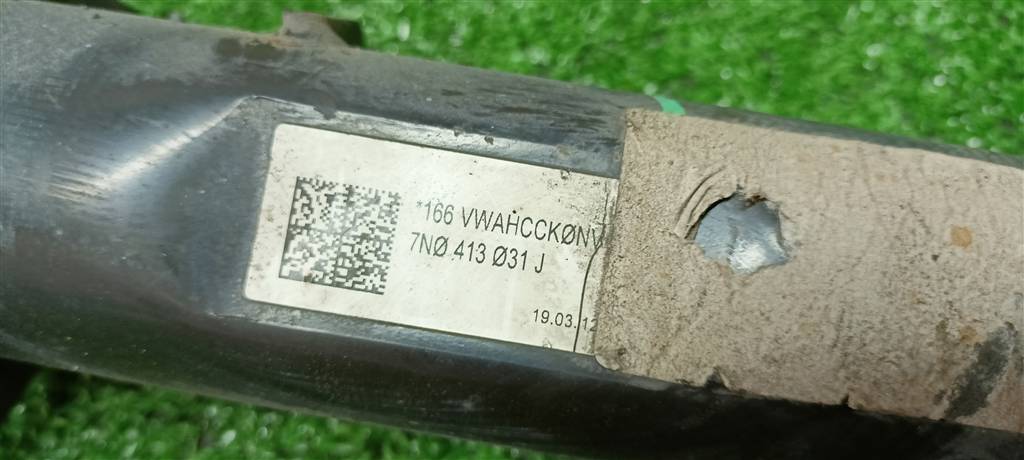 *166 VWAHCCKØNV
7NØ 413 Ø31 J
19.03.12